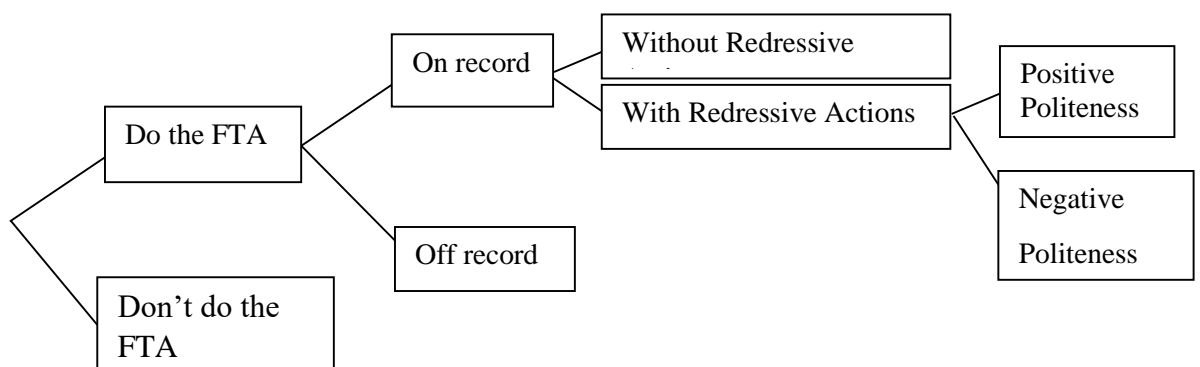 On record
Without Redressive
With Redressive Actions
Positive
Politeness
Do the FTA
Negative
Politeness
Off record
Don’t do the
FTA